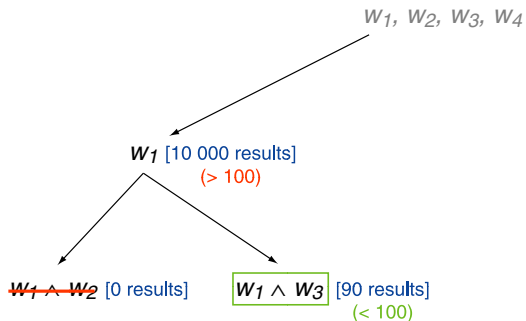 w1, w2, w3, w4
w1 [10 000 results]
(> 100)
w1 ∧ w2 [0 results]
w1 ∧ w3 [90 results]
(< 100)